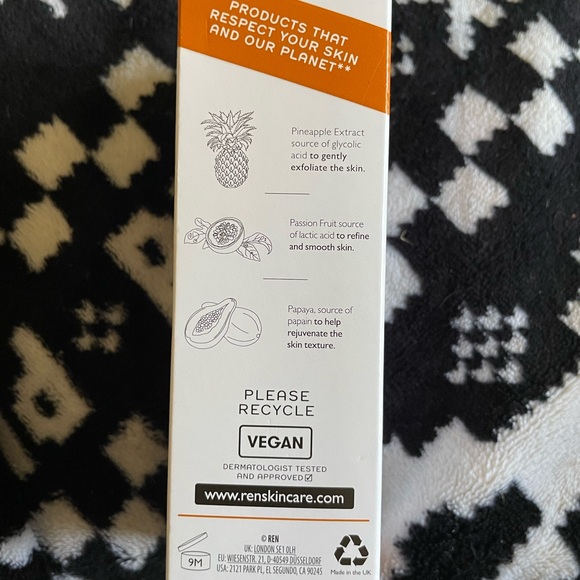 PRODUCTS THAT
RESPECT YOUR SKIN
AND OUR PLANET**
Pineapple Extract
source of glycolic
acid to gently
exfoliate the skin.
Passion Fruit source
of lactic acid to refine
and smooth skin.
Papaya, source of
papain to help
rejuvenate the
skin texture.
PLEASE
RECYCLE
VEGAN
DERMATOLOGIST TESTED
AND APPROVED
www.renskincare.com
© REN
UK: LONDON SE1 0LH
EU: WIESENSTR. 21, D-40549 DÜSSELDORF
USA: 2121 PARK PL, EL SEGUNDO, CA 90245
9M
Made in the UK